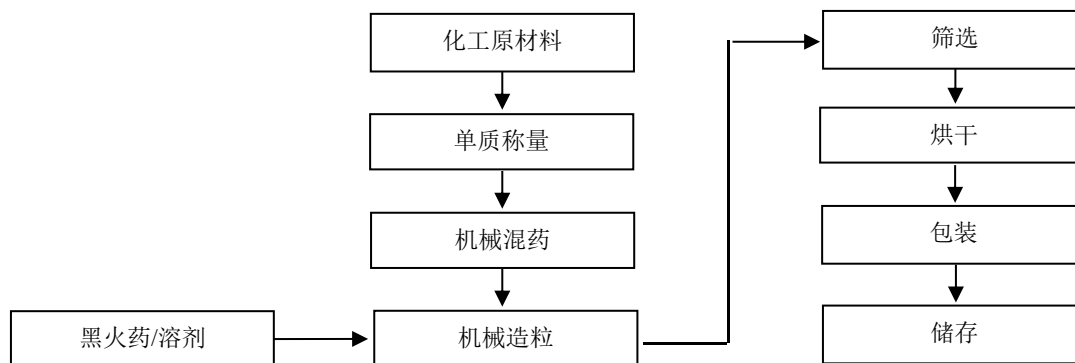 化工原材料
单质称量
机械混药
黑火药/溶剂
机械造粒
筛选
烘干
包装
储存